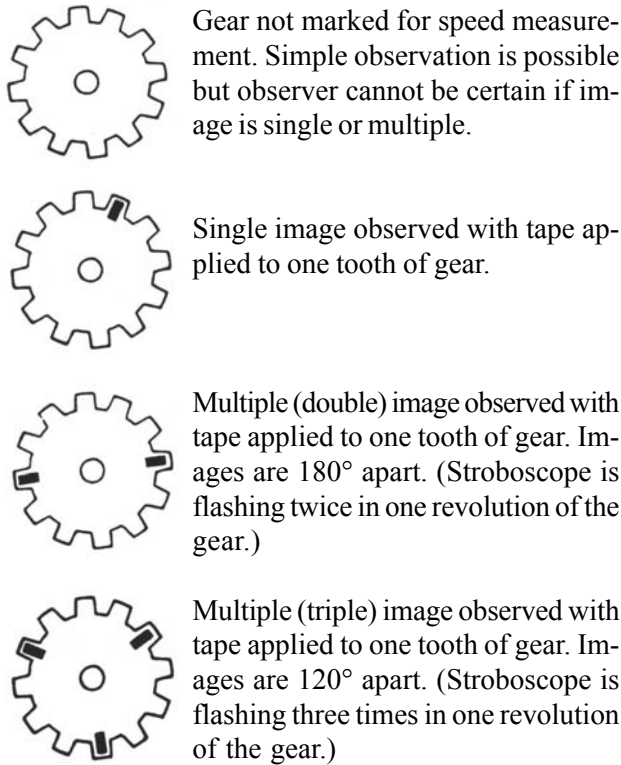 Gear not marked for speed measure-
ment. Simple observation is possible
but observer cannot be certain if im-
age is single or multiple.
Single image observed with tape ap-
plied to one tooth of gear.
Multiple (double) image observed with
tape applied to one tooth of gear. Im-
ages are 180° apart. (Stroboscope is
flashing twice in one revolution of the
gear.)
Multiple (triple) image observed with
tape applied to one tooth of gear. Im-
ages are 120° apart. (Stroboscope is
flashing three times in one revolution
of the gear.)